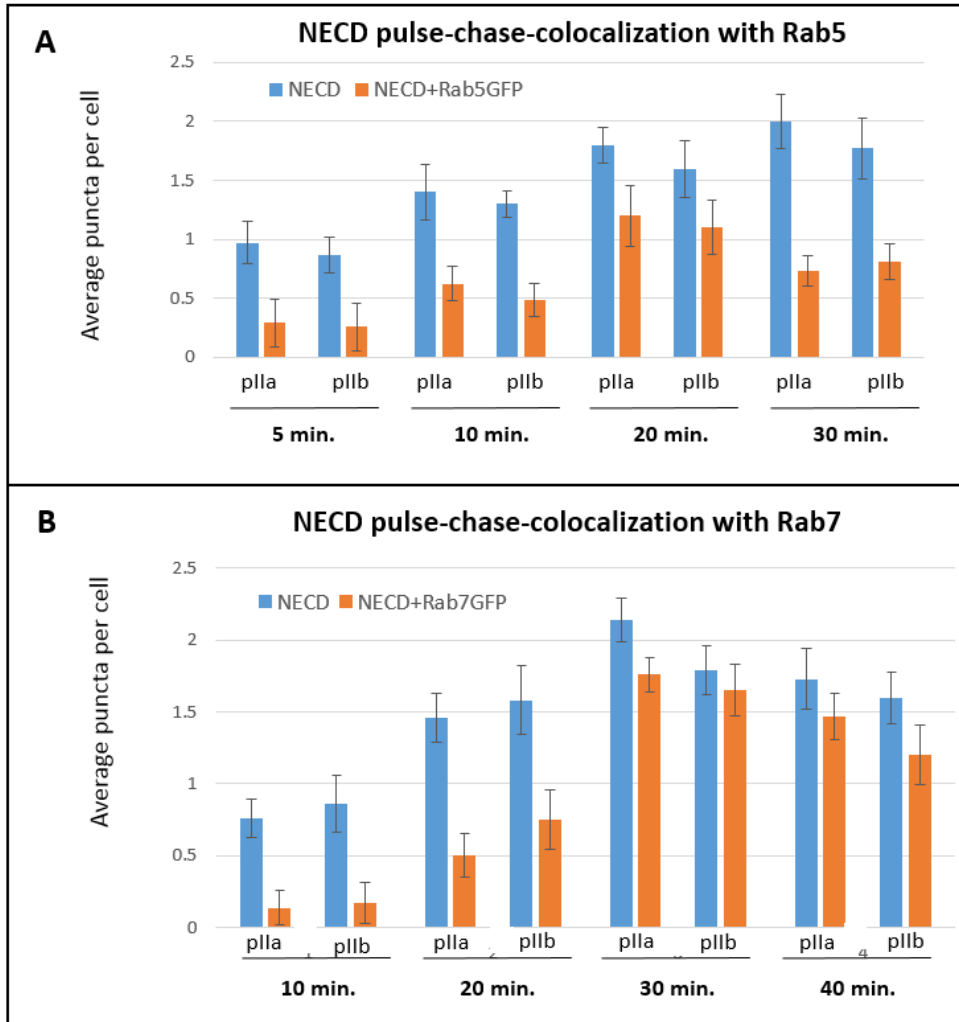 A
NECD pulse-chase-colocalization with Rab5
2.5
NECD NECD+Rab5GFP
2
1.5
1
0.5
0
Average puncta per cell
pIIa pIIb pIIa pIIb pIIa pIIb pIIa pIIb
5 min. 10 min. 20 min. 30 min.
B
NECD pulse-chase-colocalization with Rab7
2.5
NECD NECD+Rab7GFP
2
1.5
1
0.5
0
Average puncta per cell
pIIa pIIb pIIa pIIb pIIa pIIb pIIa pIIb
10 min. 20 min. 30 min. 40 min.